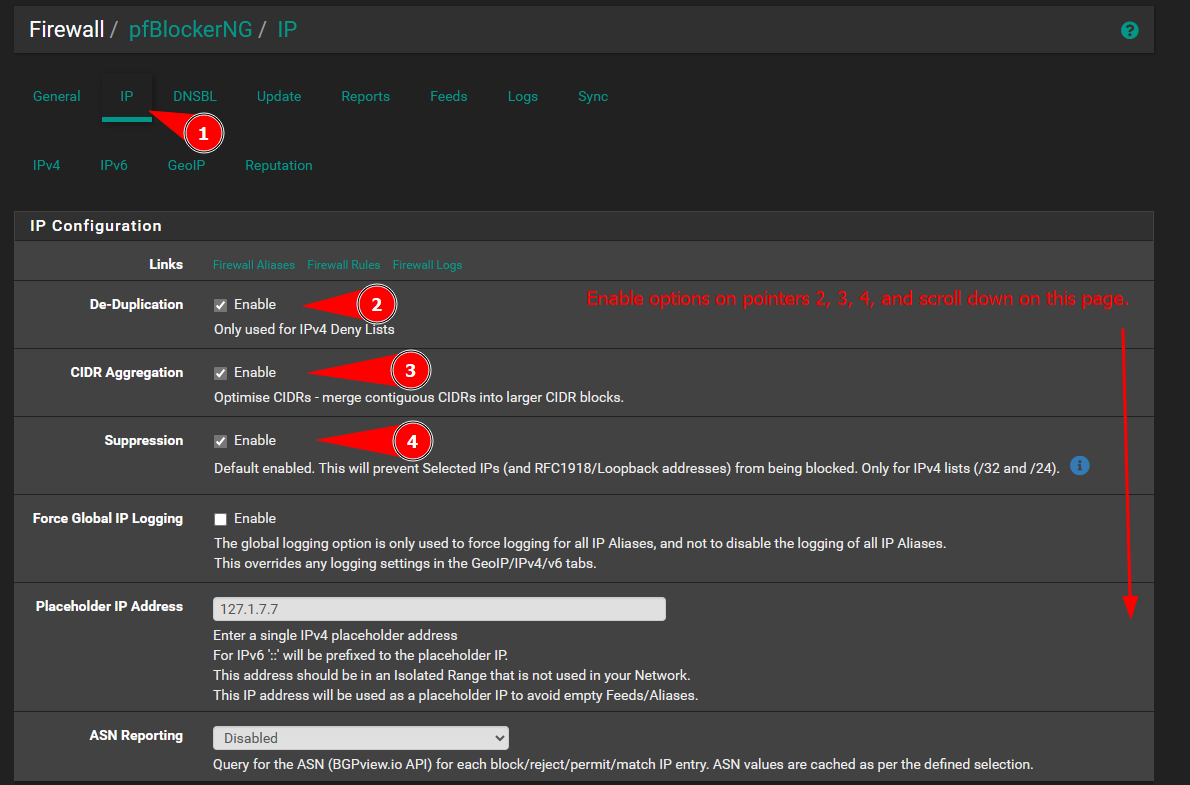 Firewall / pfBlockerNG / IP
General IP DNSBL Update Reports Feeds Logs Sync
1
IPv4 IPv6 GeoIP Reputation
IP Configuration
Links Firewall Aliases Firewall Rules Firewall Logs
De-Duplication Enable 2 Enable options on pointers 2, 3, 4, and scroll down on this page.
Only used for IPv4 Deny Lists
CIDR Aggregation Enable 3
Optimise CIDRs - merge contiguous CIDRs into larger CIDR blocks.
Suppression Enable 4
Default enabled. This will prevent Selected IPs (and RFC1918/Loopback addresses) from being blocked. Only for IPv4 lists (/32 and /24).
Force Global IP Logging Enable
The global logging option is only used to force logging for all IP Aliases, and not to disable the logging of all IP Aliases.
This overrides any logging settings in the GeoIP/IPv4/v6 tabs.
Placeholder IP Address 127.1.7.7
Enter a single IPv4 placeholder address
For IPv6 '::' will be prefixed to the placeholder IP.
This address should be in an Isolated Range that is not used in your Network.
This IP address will be used as a placeholder IP to avoid empty Feeds/Aliases.
ASN Reporting Disabled
Query for the ASN (BGPview.io API) for each block/reject/permit/match IP entry. ASN values are cached as per the defined selection.